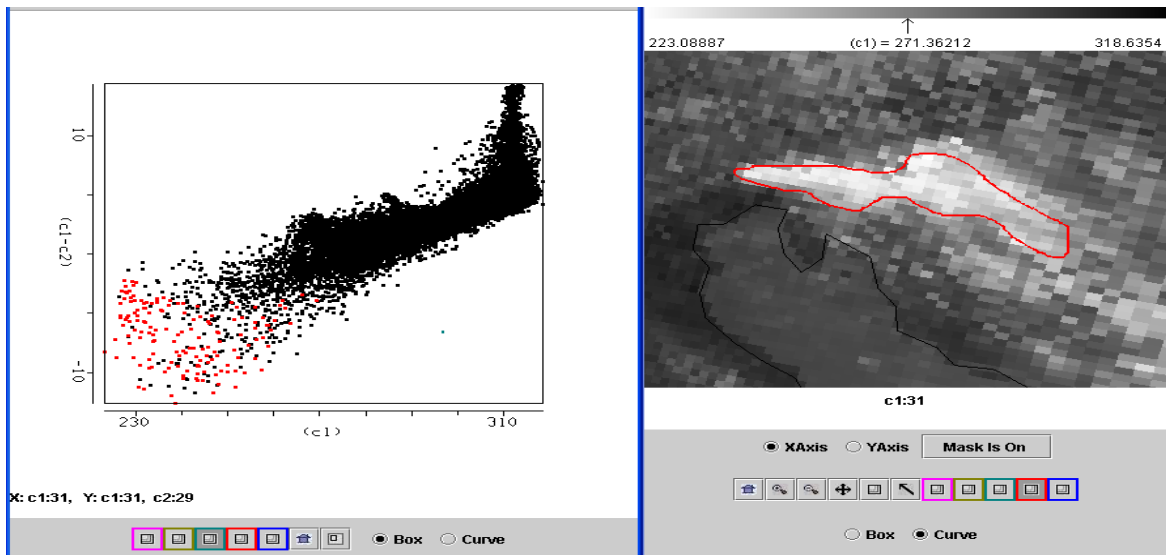 10
(c1-c2)
-10
230
310
(c1)
X: c1:31, Y: c1:31, c2:29
Box
Curve
223.08887
(c1) = 271.36212
318.6354
c1:31
XAxis
YAxis
Mask Is On
Box
Curve